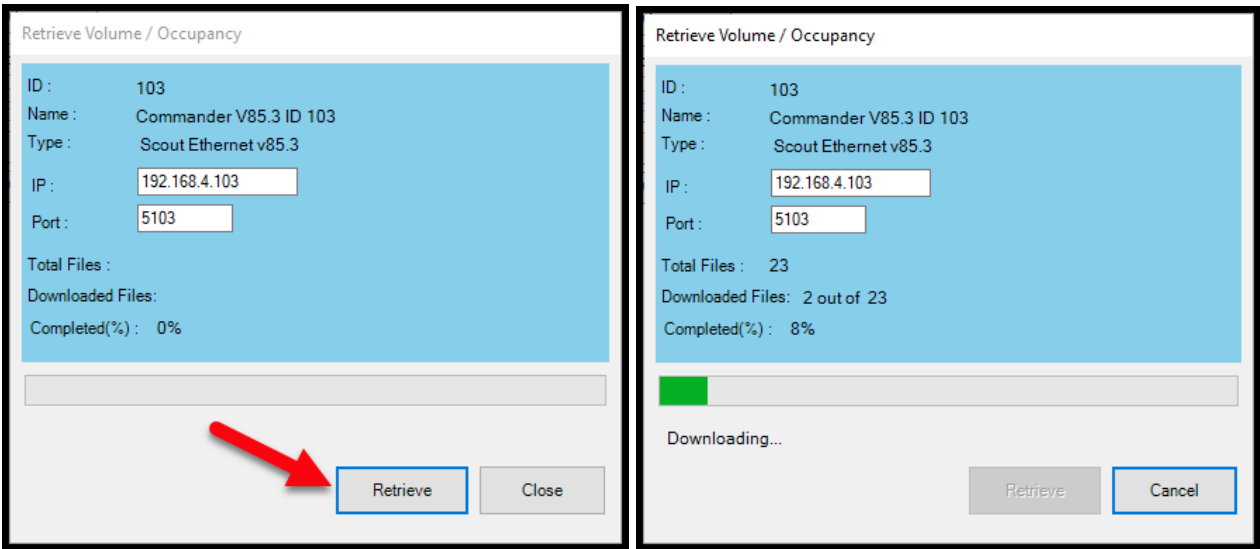 Retrieve Volume / Occupancy
ID : 103
Name : Commander V85.3 ID 103
Type : Scout Ethernet v85.3
IP : 192.168.4.103
Port : 5103
Total Files :
Downloaded Files:
Completed(%) : 0%
Retrieve Close
Retrieve Volume / Occupancy
ID : 103
Name : Commander V85.3 ID 103
Type : Scout Ethernet v85.3
IP : 192.168.4.103
Port : 5103
Total Files : 23
Downloaded Files: 2 out of 23
Completed(%) : 8%
Downloading...
Retrieve Cancel